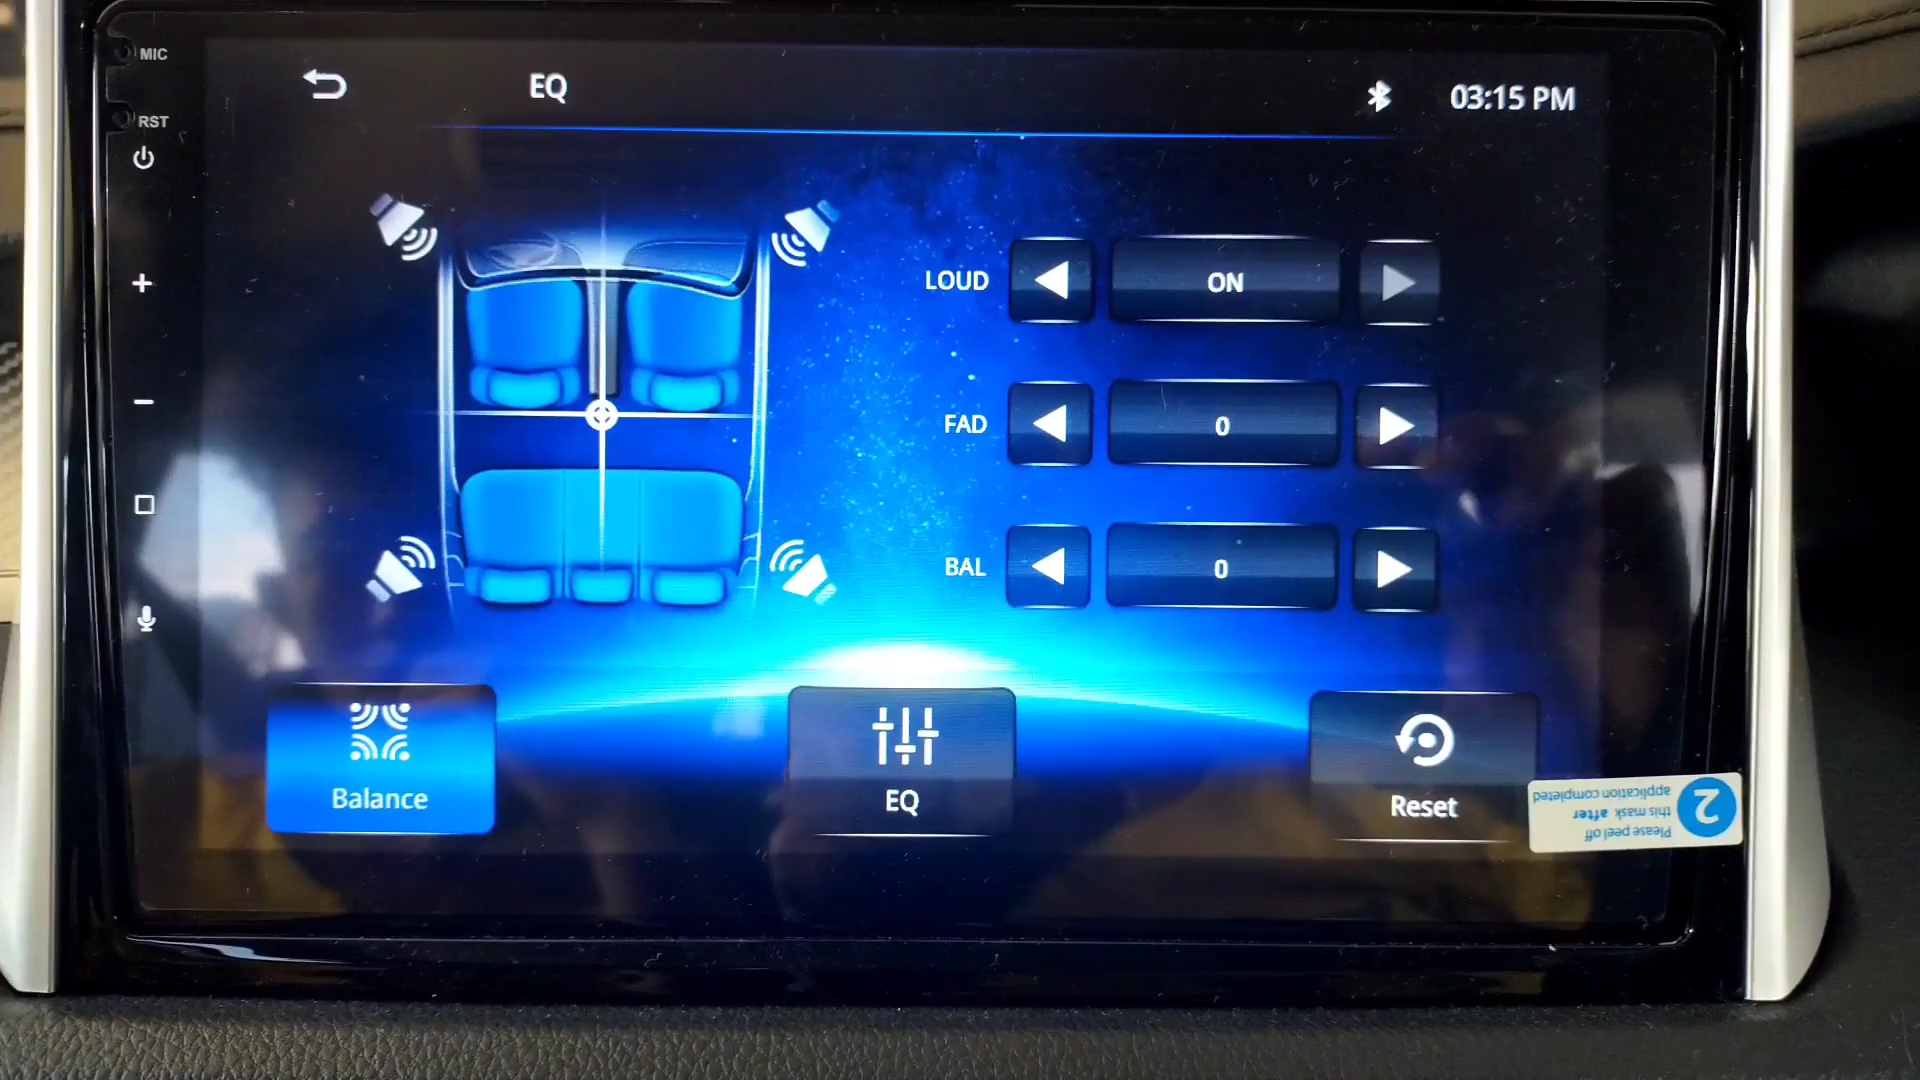 MIC
RST
EQ
03:15 PM
LOUD
ON
FAD
0
BAL
0
Balance
EQ
Reset
2
Please peel off
this mask after
application completed